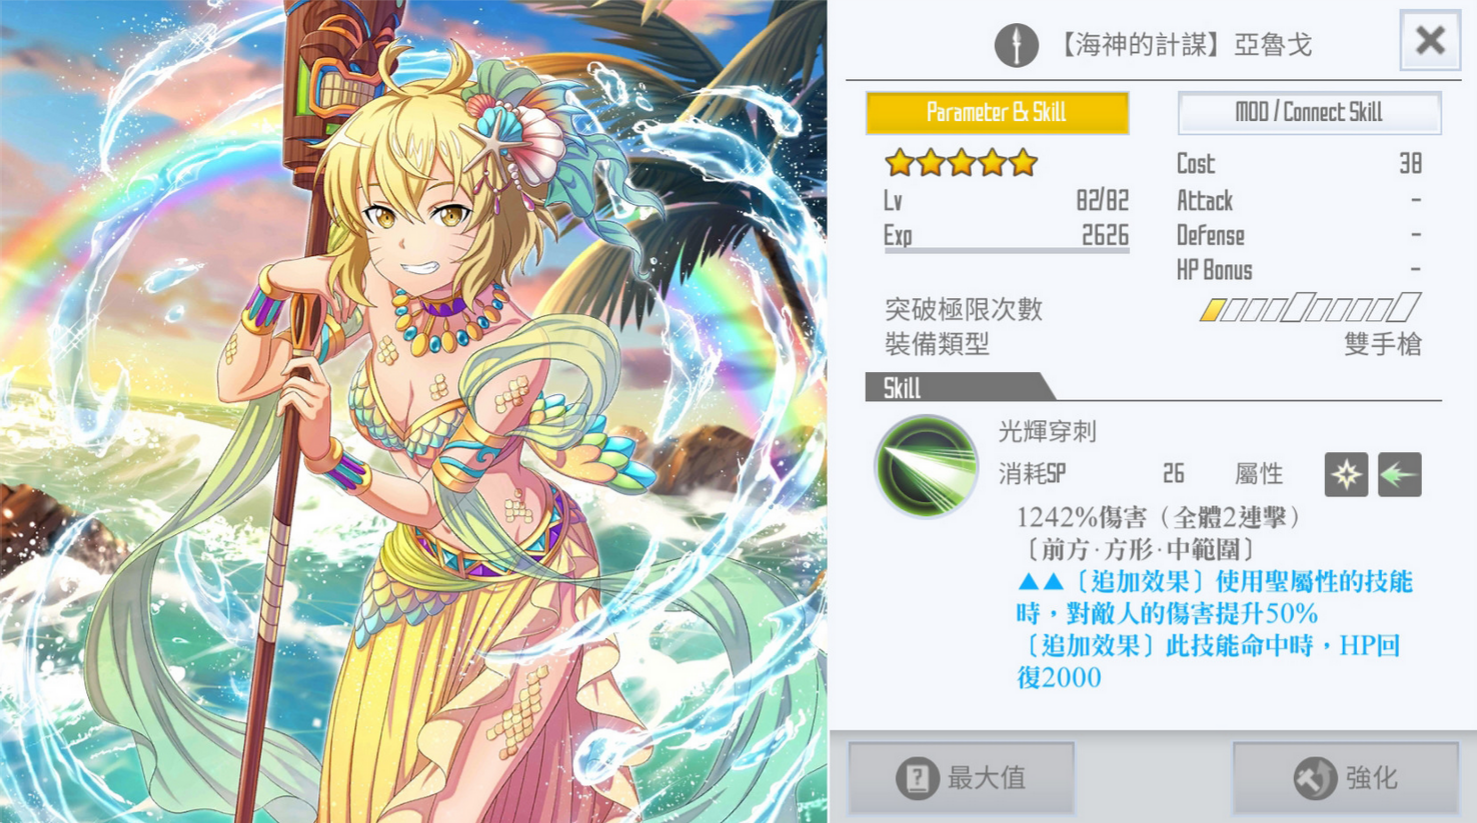 【海神的計謀】亞魯戈
Parameter & Skill
MOD / Connect Skill
Lv 82/82
Exp 2626
Cost 38
Attack -
Defense -
HP Bonus -
突破極限次數
裝備類型 雙手槍
Skill
光輝穿刺
消耗SP 26 屬性
1242%傷害（全體2連擊）
〔前方·方形·中範圍〕
▲▲〔追加效果〕使用聖屬性的技能
時，對敵人的傷害提升50%
〔追加效果〕此技能命中時，HP回
復2000
最大值
強化